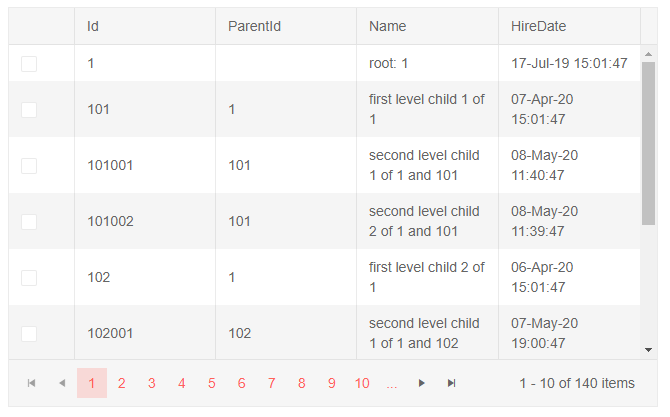 Id ParentId Name HireDate
1 root: 1 17-Jul-19 15:01:47
101 1 first level child 1 of 07-Apr-20
1 15:01:47
101001 101 second level child 08-May-20
1 of 1 and 101 11:40:47
101002 101 second level child 08-May-20
2 of 1 and 101 11:39:47
102 1 first level child 2 of 06-Apr-20
1 15:01:47
102001 102 second level child 07-May-20
1 of 1 and 102 19:00:47
1 2 3 4 5 6 7 8 9 10 ... 1 - 10 of 140 items